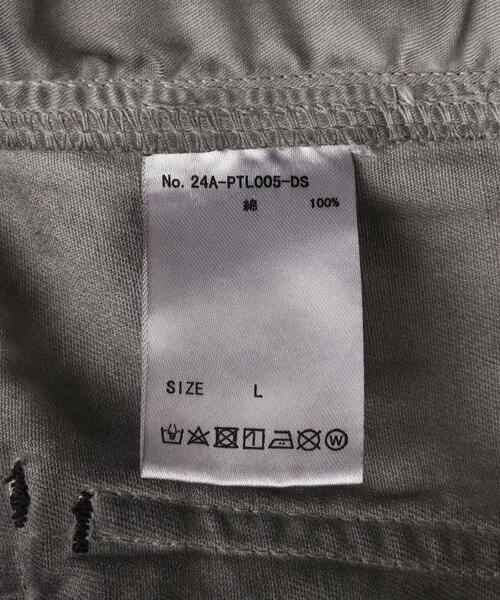 No. 24A-PTL005-DS
綿 100%
SIZE L
W